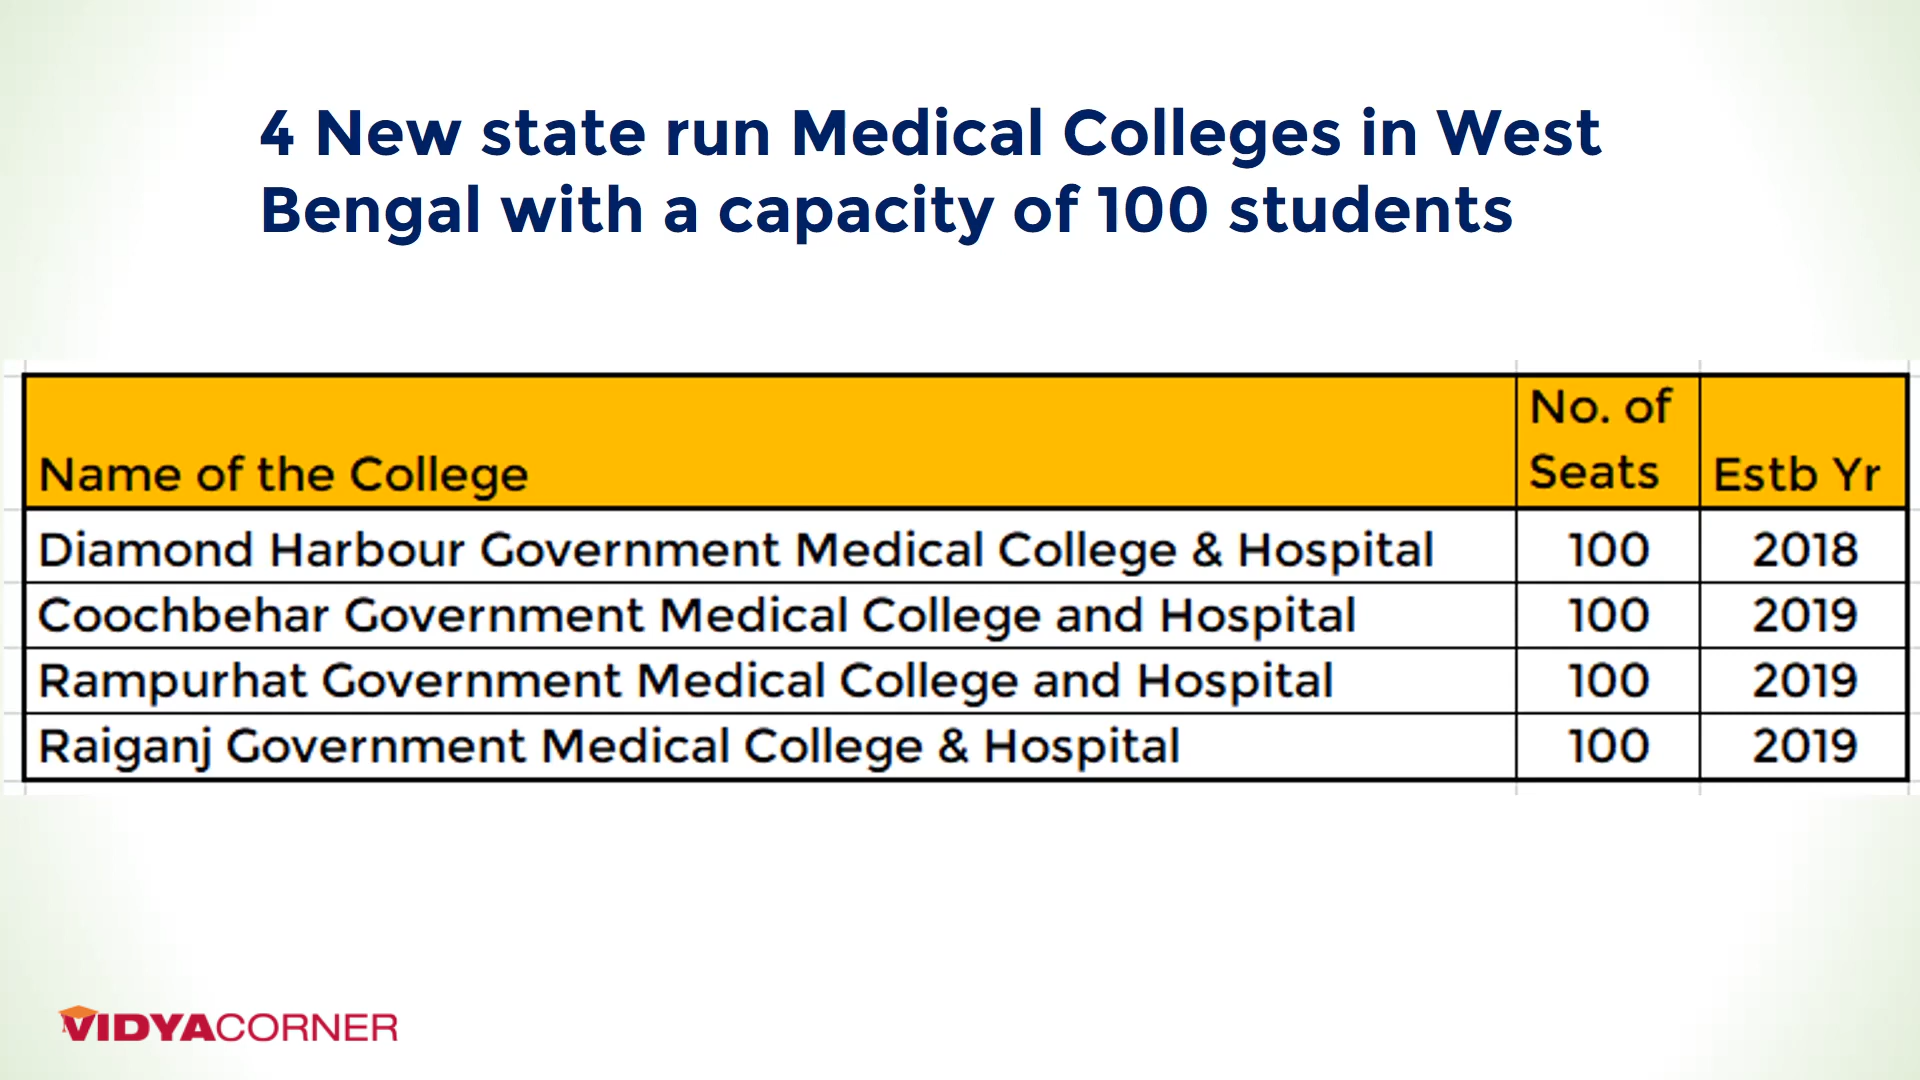 4 New state run Medical Colleges in West
Bengal with a capacity of 100 students
Name of the College No. of Seats Estb Yr
Diamond Harbour Government Medical College & Hospital 100 2018
Coochbehar Government Medical College and Hospital 100 2019
Rampurhat Government Medical College and Hospital 100 2019
Raiganj Government Medical College & Hospital 100 2019
VIDYACORNER